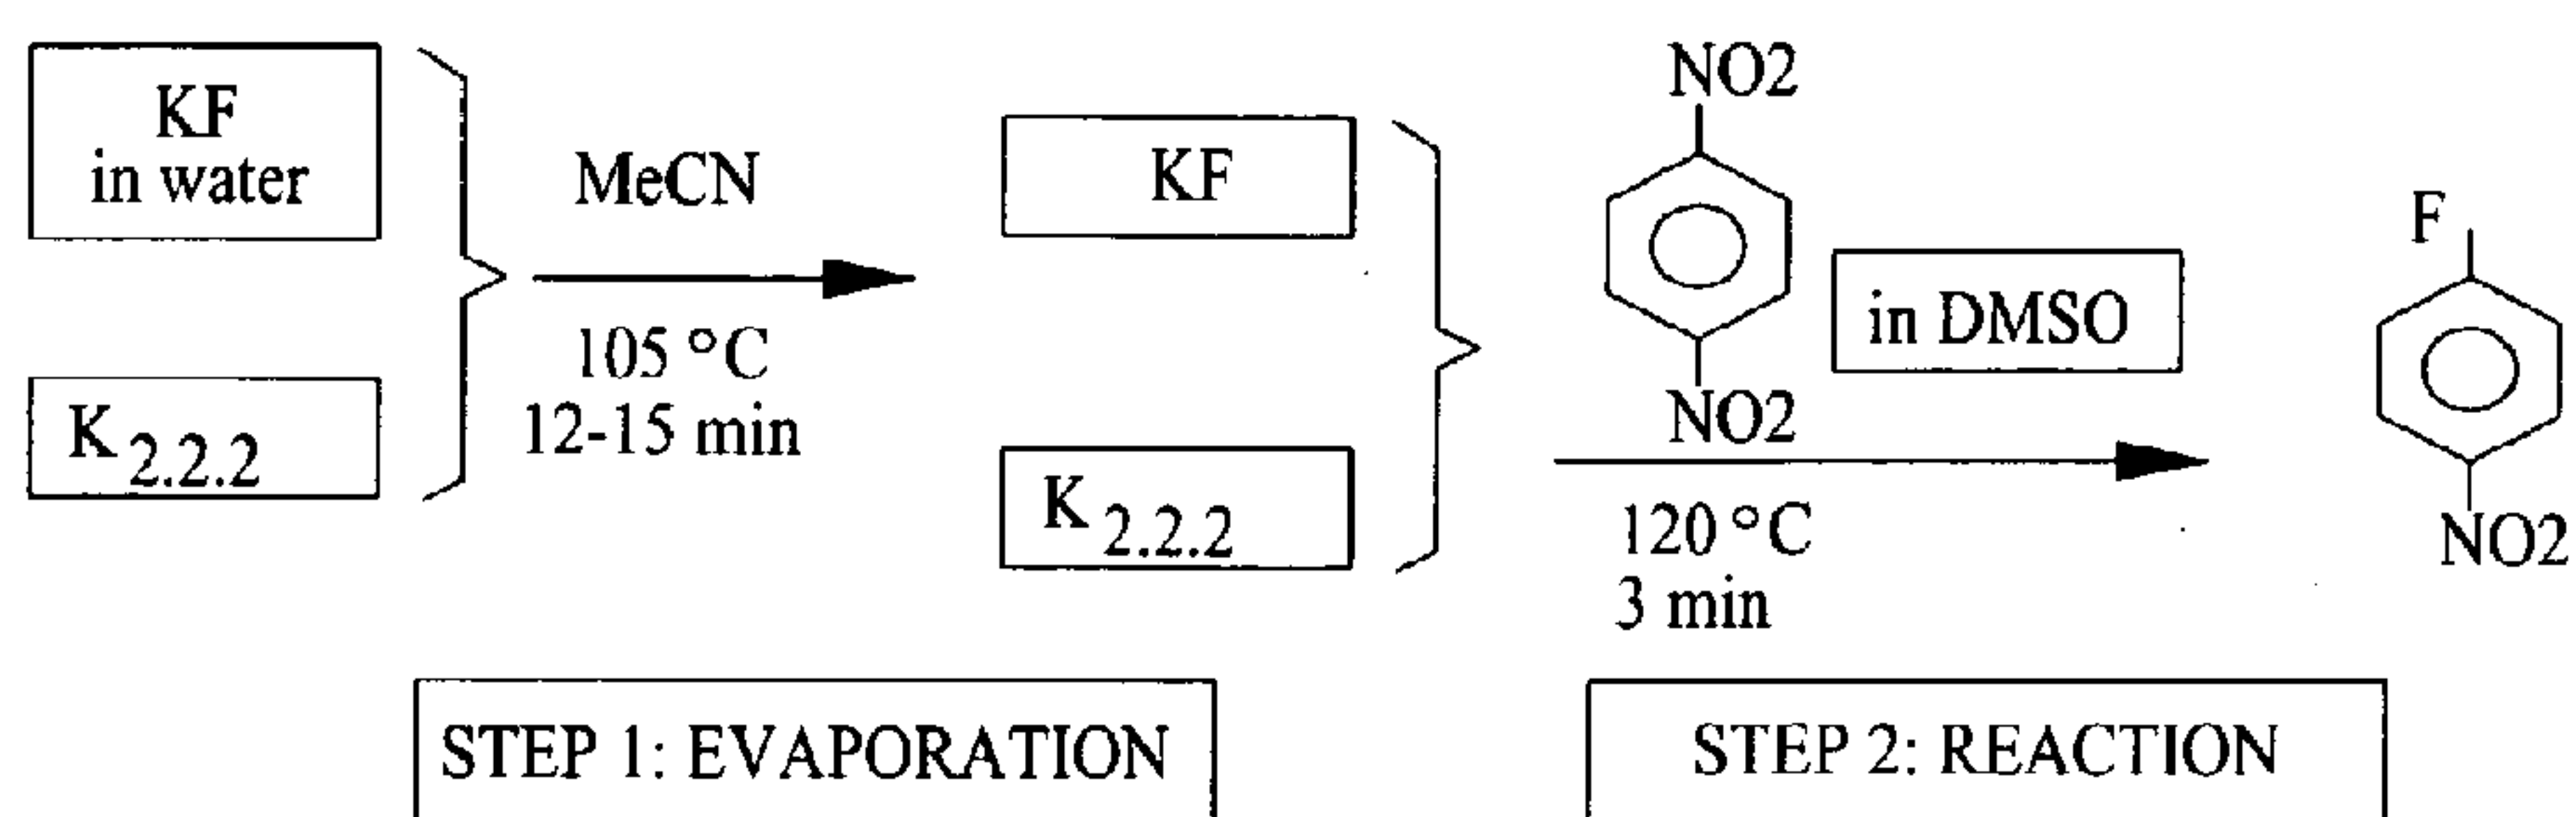 KF
in water
K 2.2.2
MeCN
105 °C
12-15 min
KF
K 2.2.2
NO2
NO2
in DMSO
120 °C
3 min
F
NO2
STEP 1: EVAPORATION
STEP 2: REACTION